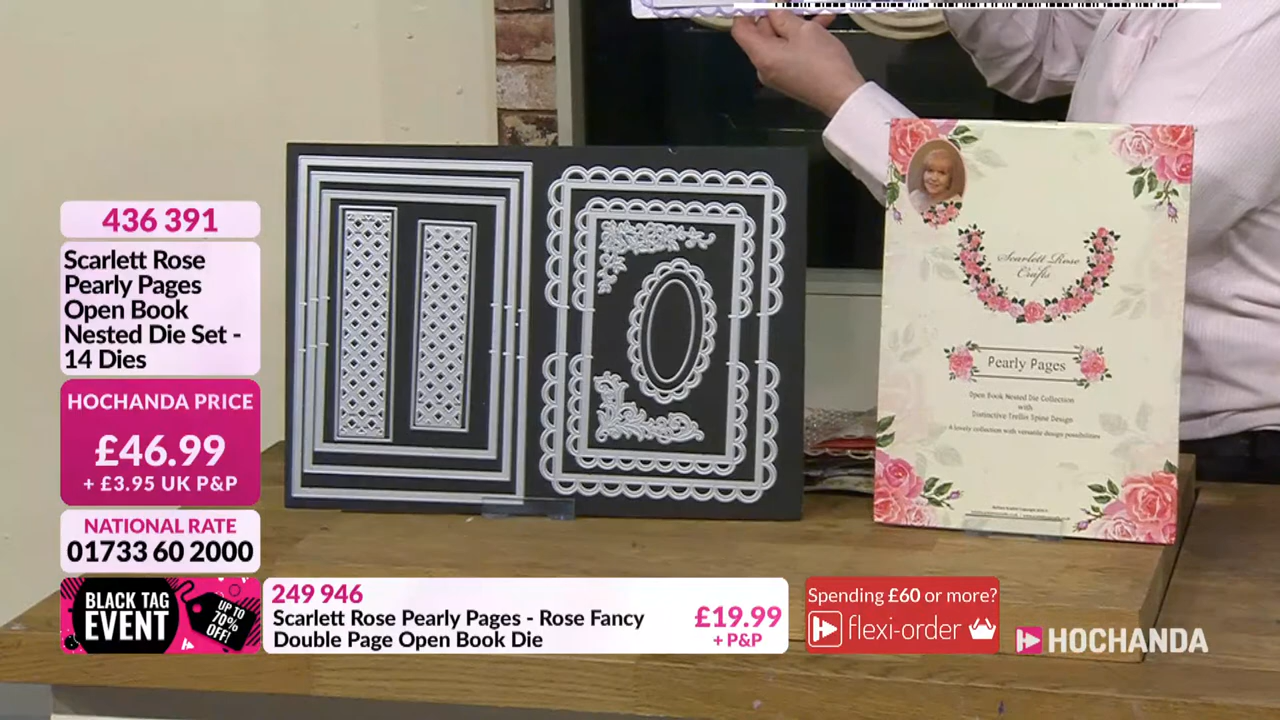 436 391
Scarlett Rose
Pearly Pages
Open Book
Nested Die Set -
14 Dies
HOCHANDA PRICE
£46.99
+ £3.95 UK P&P
NATIONAL RATE
01733 60 2000
BLACK TAG
EVENT
UP TO
70%
OFF!
249 946
Scarlett Rose Pearly Pages - Rose Fancy
Double Page Open Book Die
£19.99
+ P&P
Spending £60 or more?
flexi-order
HOCHANDA
Scarlett Rose
Crafts
Pearly Pages
Open Book Nested Die Collection
with
Distinctive Trellis Spine Design
A lovely collection with versatile design possibilities